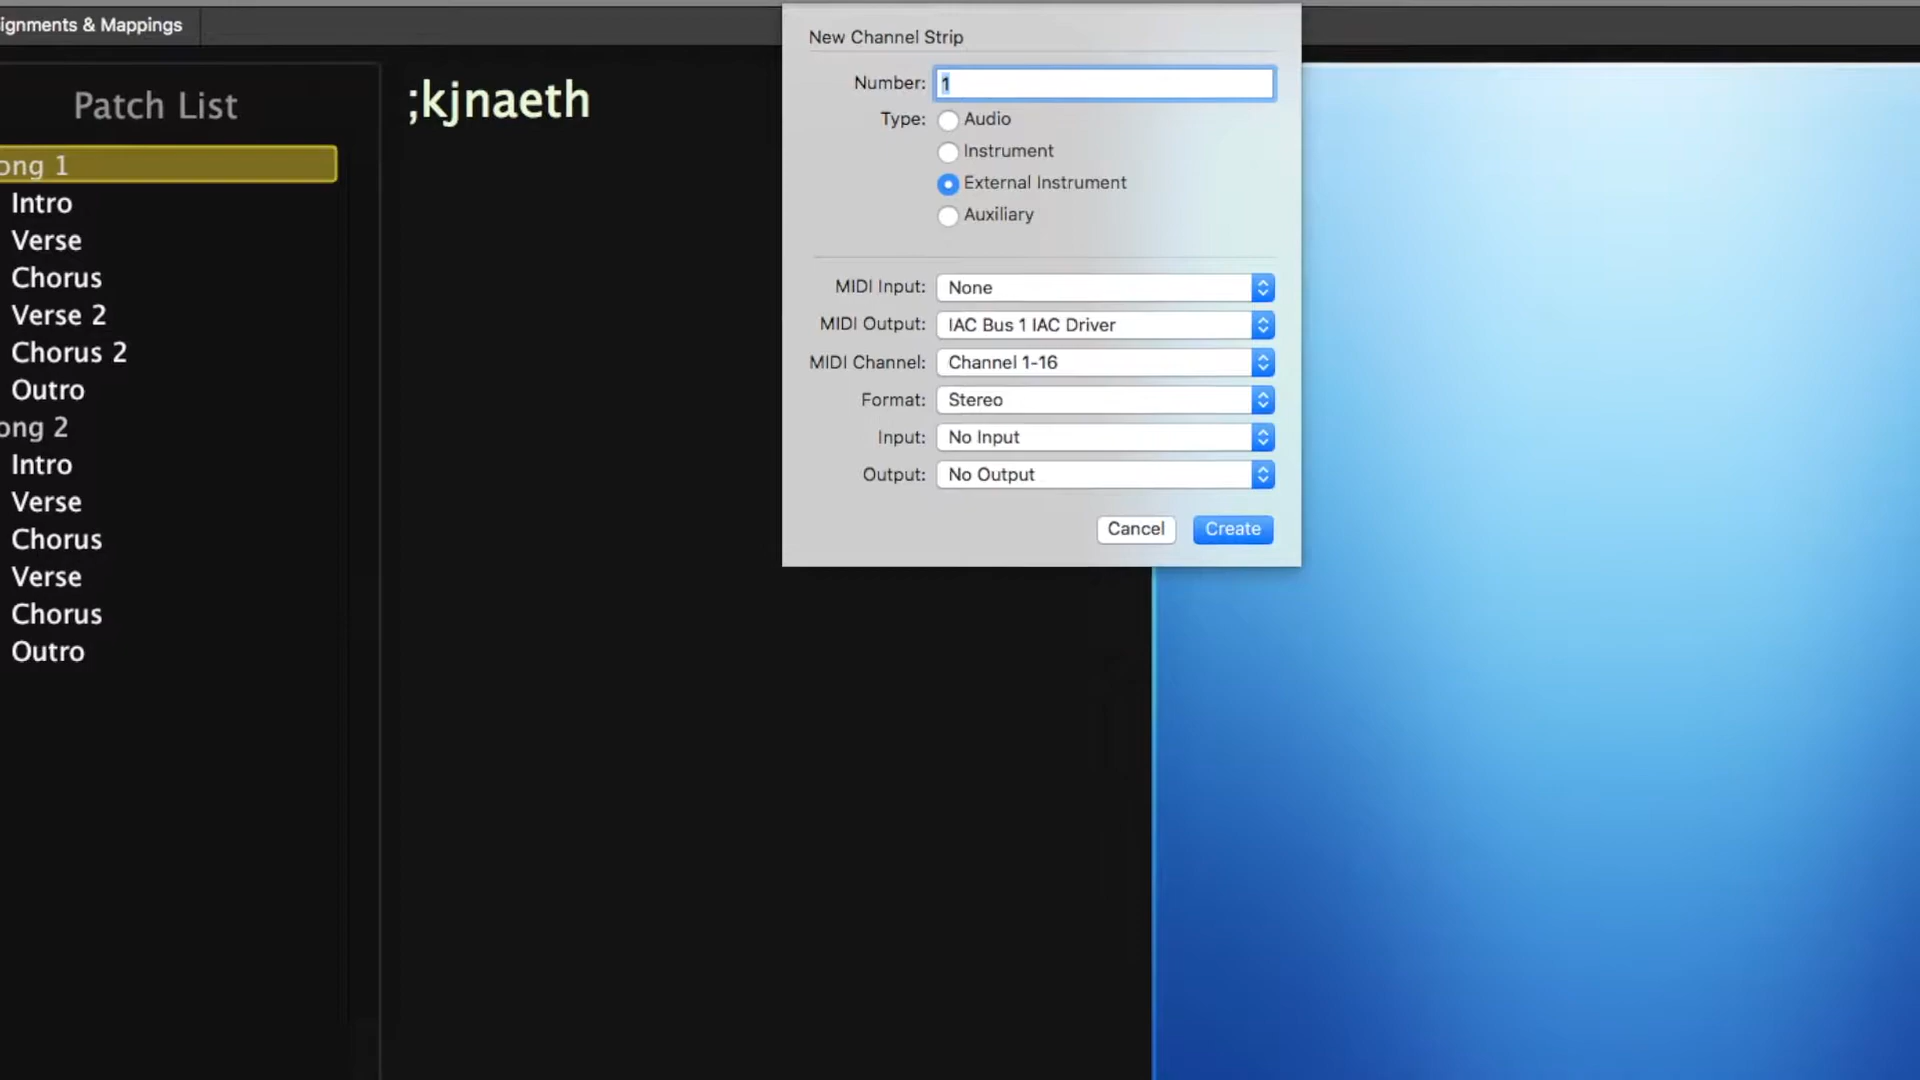 ignments & Mappings
Patch List
ong 1
Intro
Verse
Chorus
Verse 2
Chorus 2
Outro
ong 2
Intro
Verse
Chorus
Verse
Chorus
Outro
;kjnaeth
New Channel Strip
Number: 1
Type: Audio
Instrument
External Instrument
Auxiliary
MIDI Input: None
MIDI Output: IAC Bus 1 IAC Driver
MIDI Channel: Channel 1-16
Format: Stereo
Input: No Input
Output: No Output
Cancel Create